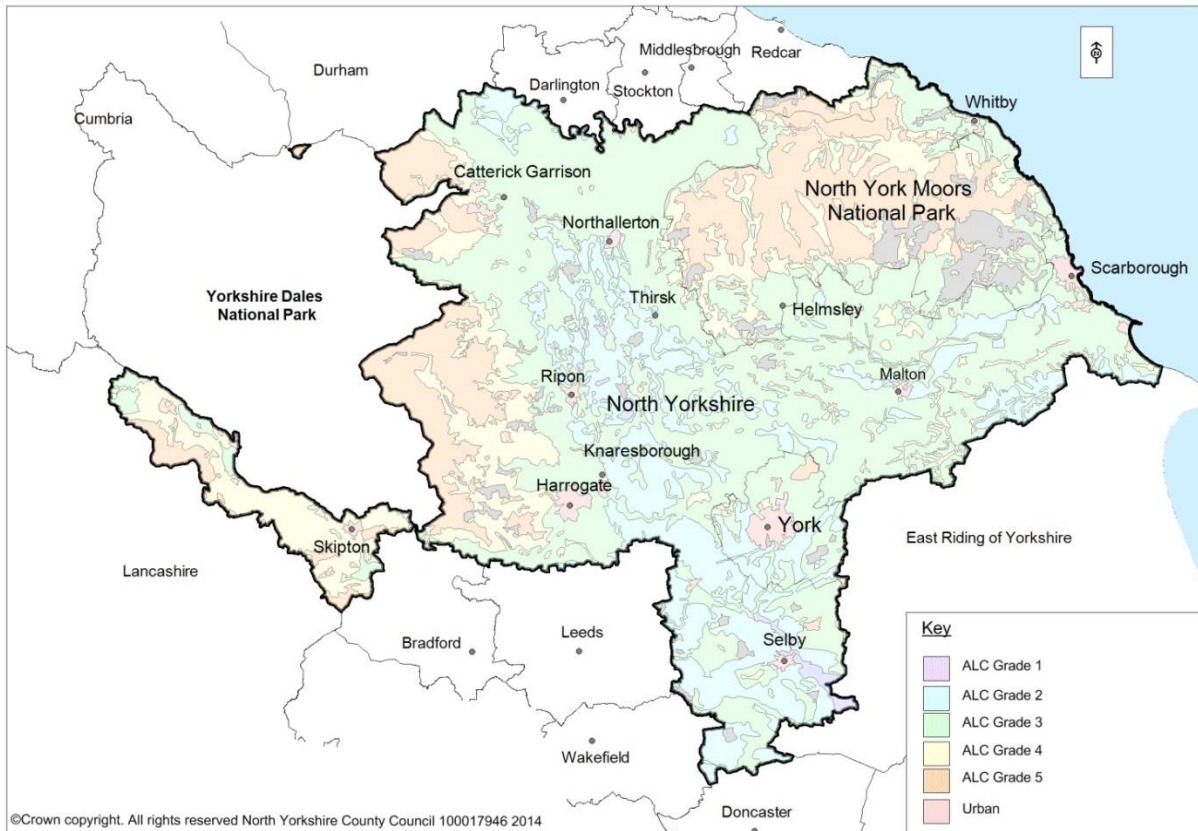 Middlesbrough
Redcar
Durham
Darlington
Stockton
N
Cumbria
Whitby
Catterick Garrison
North York Moors
National Park
Northallerton
Scarborough
Yorkshire Dales
National Park
Thirsk
Helmsley
Ripon
North Yorkshire
Malton
Knaresborough
Harrogate
York
Skipton
East Riding of Yorkshire
Lancashire
Bradford
Leeds
Selby
Wakefield
Doncaster
Key
ALC Grade 1
ALC Grade 2
ALC Grade 3
ALC Grade 4
ALC Grade 5
Urban
©Crown copyright. All rights reserved North Yorkshire County Council 100017946 2014